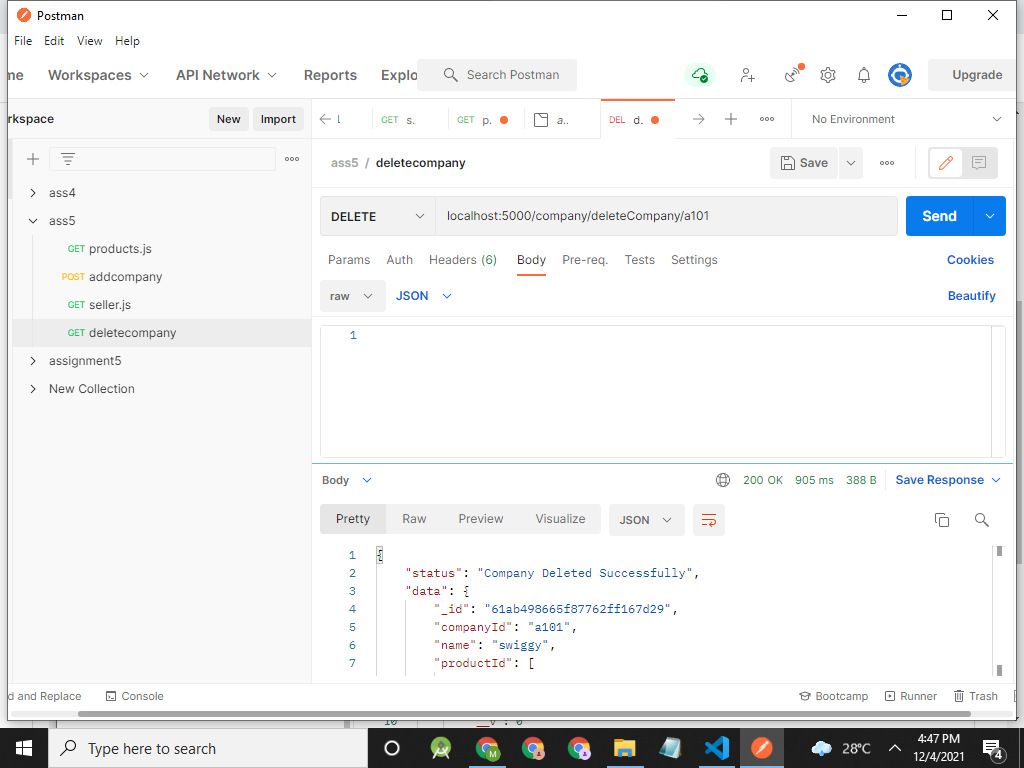 Postman
File Edit View Help
me Workspaces API Network Reports Explo Search Postman Upgrade
rkspace New Import l GET s. GET p. a.. DEL d. No Environment
ass5 / deletecompany Save
ass4
ass5
GET products.js
POST addcompany
GET seller.js
GET deletecompany
assignment5
New Collection
DELETE localhost:5000/company/deleteCompany/a101 Send
Params Auth Headers (6) Body Pre-req. Tests Settings Cookies
raw JSON Beautify
1
Body 200 OK 905 ms 388 B Save Response
Pretty Raw Preview Visualize JSON
1 {
2 "status": "Company Deleted Successfully",
3 "data": {
4 "_id": "61ab498665f87762ff167d29",
5 "companyId": "a101",
6 "name": "swiggy",
7 "productId": [
d and Replace Console Bootcamp Runner Trash
10 "__v": 0
Type here to search M 28°C 4:47 PM
12/4/2021 4